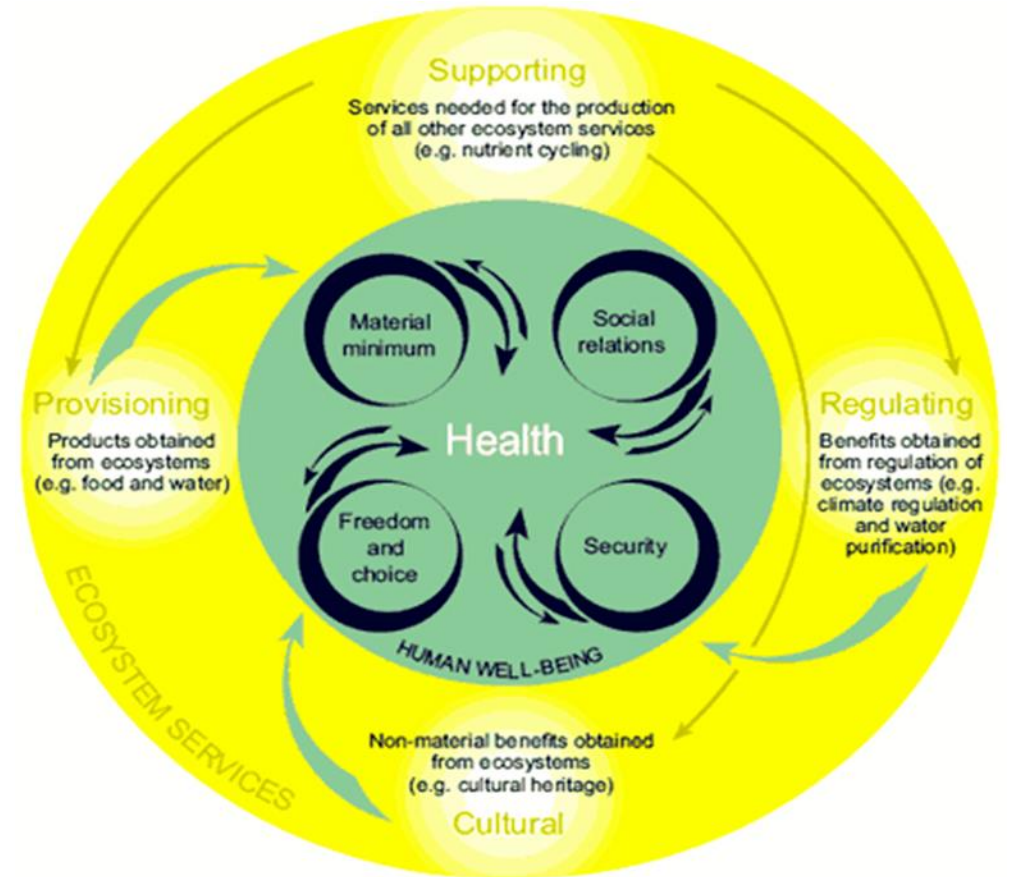 Supporting
Services needed for the production
of all other ecosystem services
(e.g. nutrient cycling)
Material
minimum
Social
relations
Provisioning
Products obtained
from ecosystems
(e.g. food and water)
Health
Regulating
Benefits obtained
from regulation of
ecosystems (e.g.
climate regulation
and water
purification)
Freedom
and
choice
Security
HUMAN WELL-BEING
ECOSYSTEM SERVICES
Non-material benefits obtained
from ecosystems
(e.g. cultural heritage)
Cultural